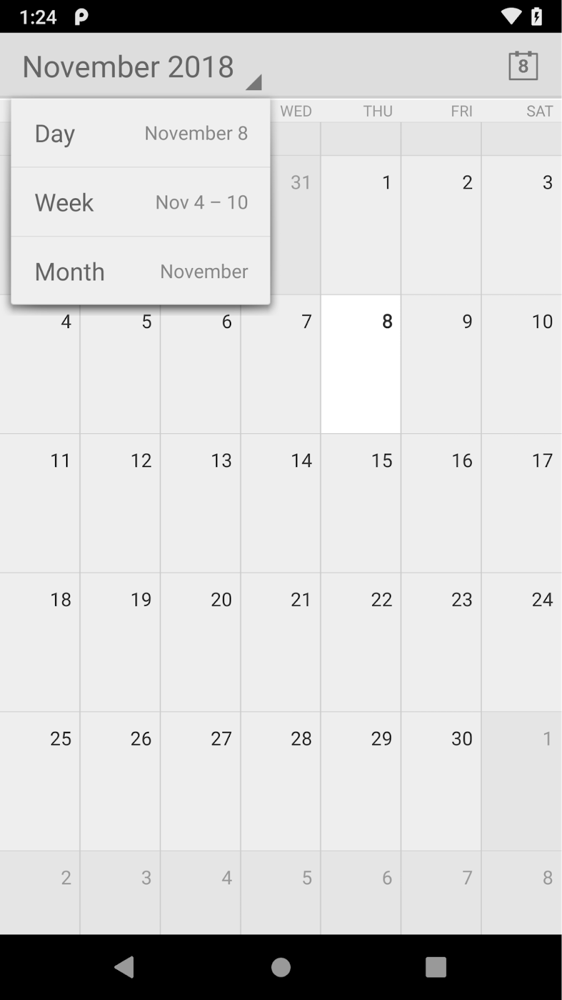 1:24
November 2018
8
WED THU FRI SAT
Day November 8
Week Nov 4 – 10
Month November
31 1 2 3
4 5 6 7 8 9 10
11 12 13 14 15 16 17
18 19 20 21 22 23 24
25 26 27 28 29 30 1
2 3 4 5 6 7 8